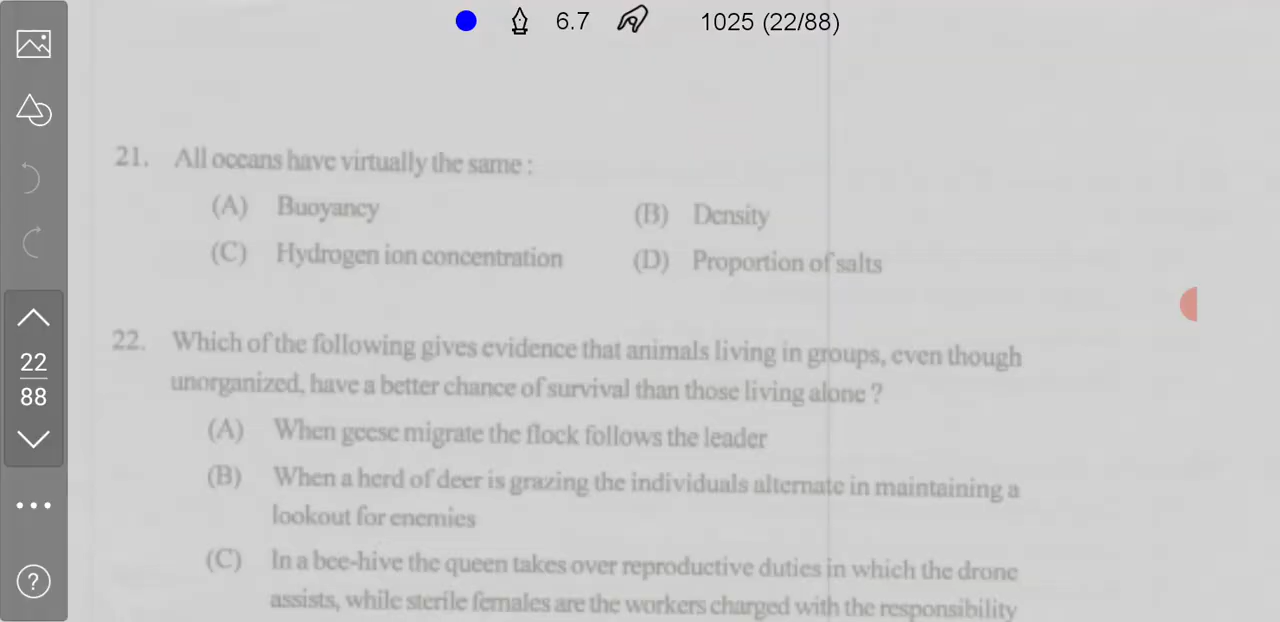 6.7 1025 (22/88)
21. All oceans have virtually the same :
(A) Buoyancy (B) Density
(C) Hydrogen ion concentration (D) Proportion of salts
22
88
22. Which of the following gives evidence that animals living in groups, even though
unorganized, have a better chance of survival than those living alone ?
(A) When geese migrate the flock follows the leader
(B) When a herd of deer is grazing the individuals alternate in maintaining a
lookout for enemies
(C) In a bee-hive the queen takes over reproductive duties in which the drone
assists, while sterile females are the workers charged with the responsibility
?